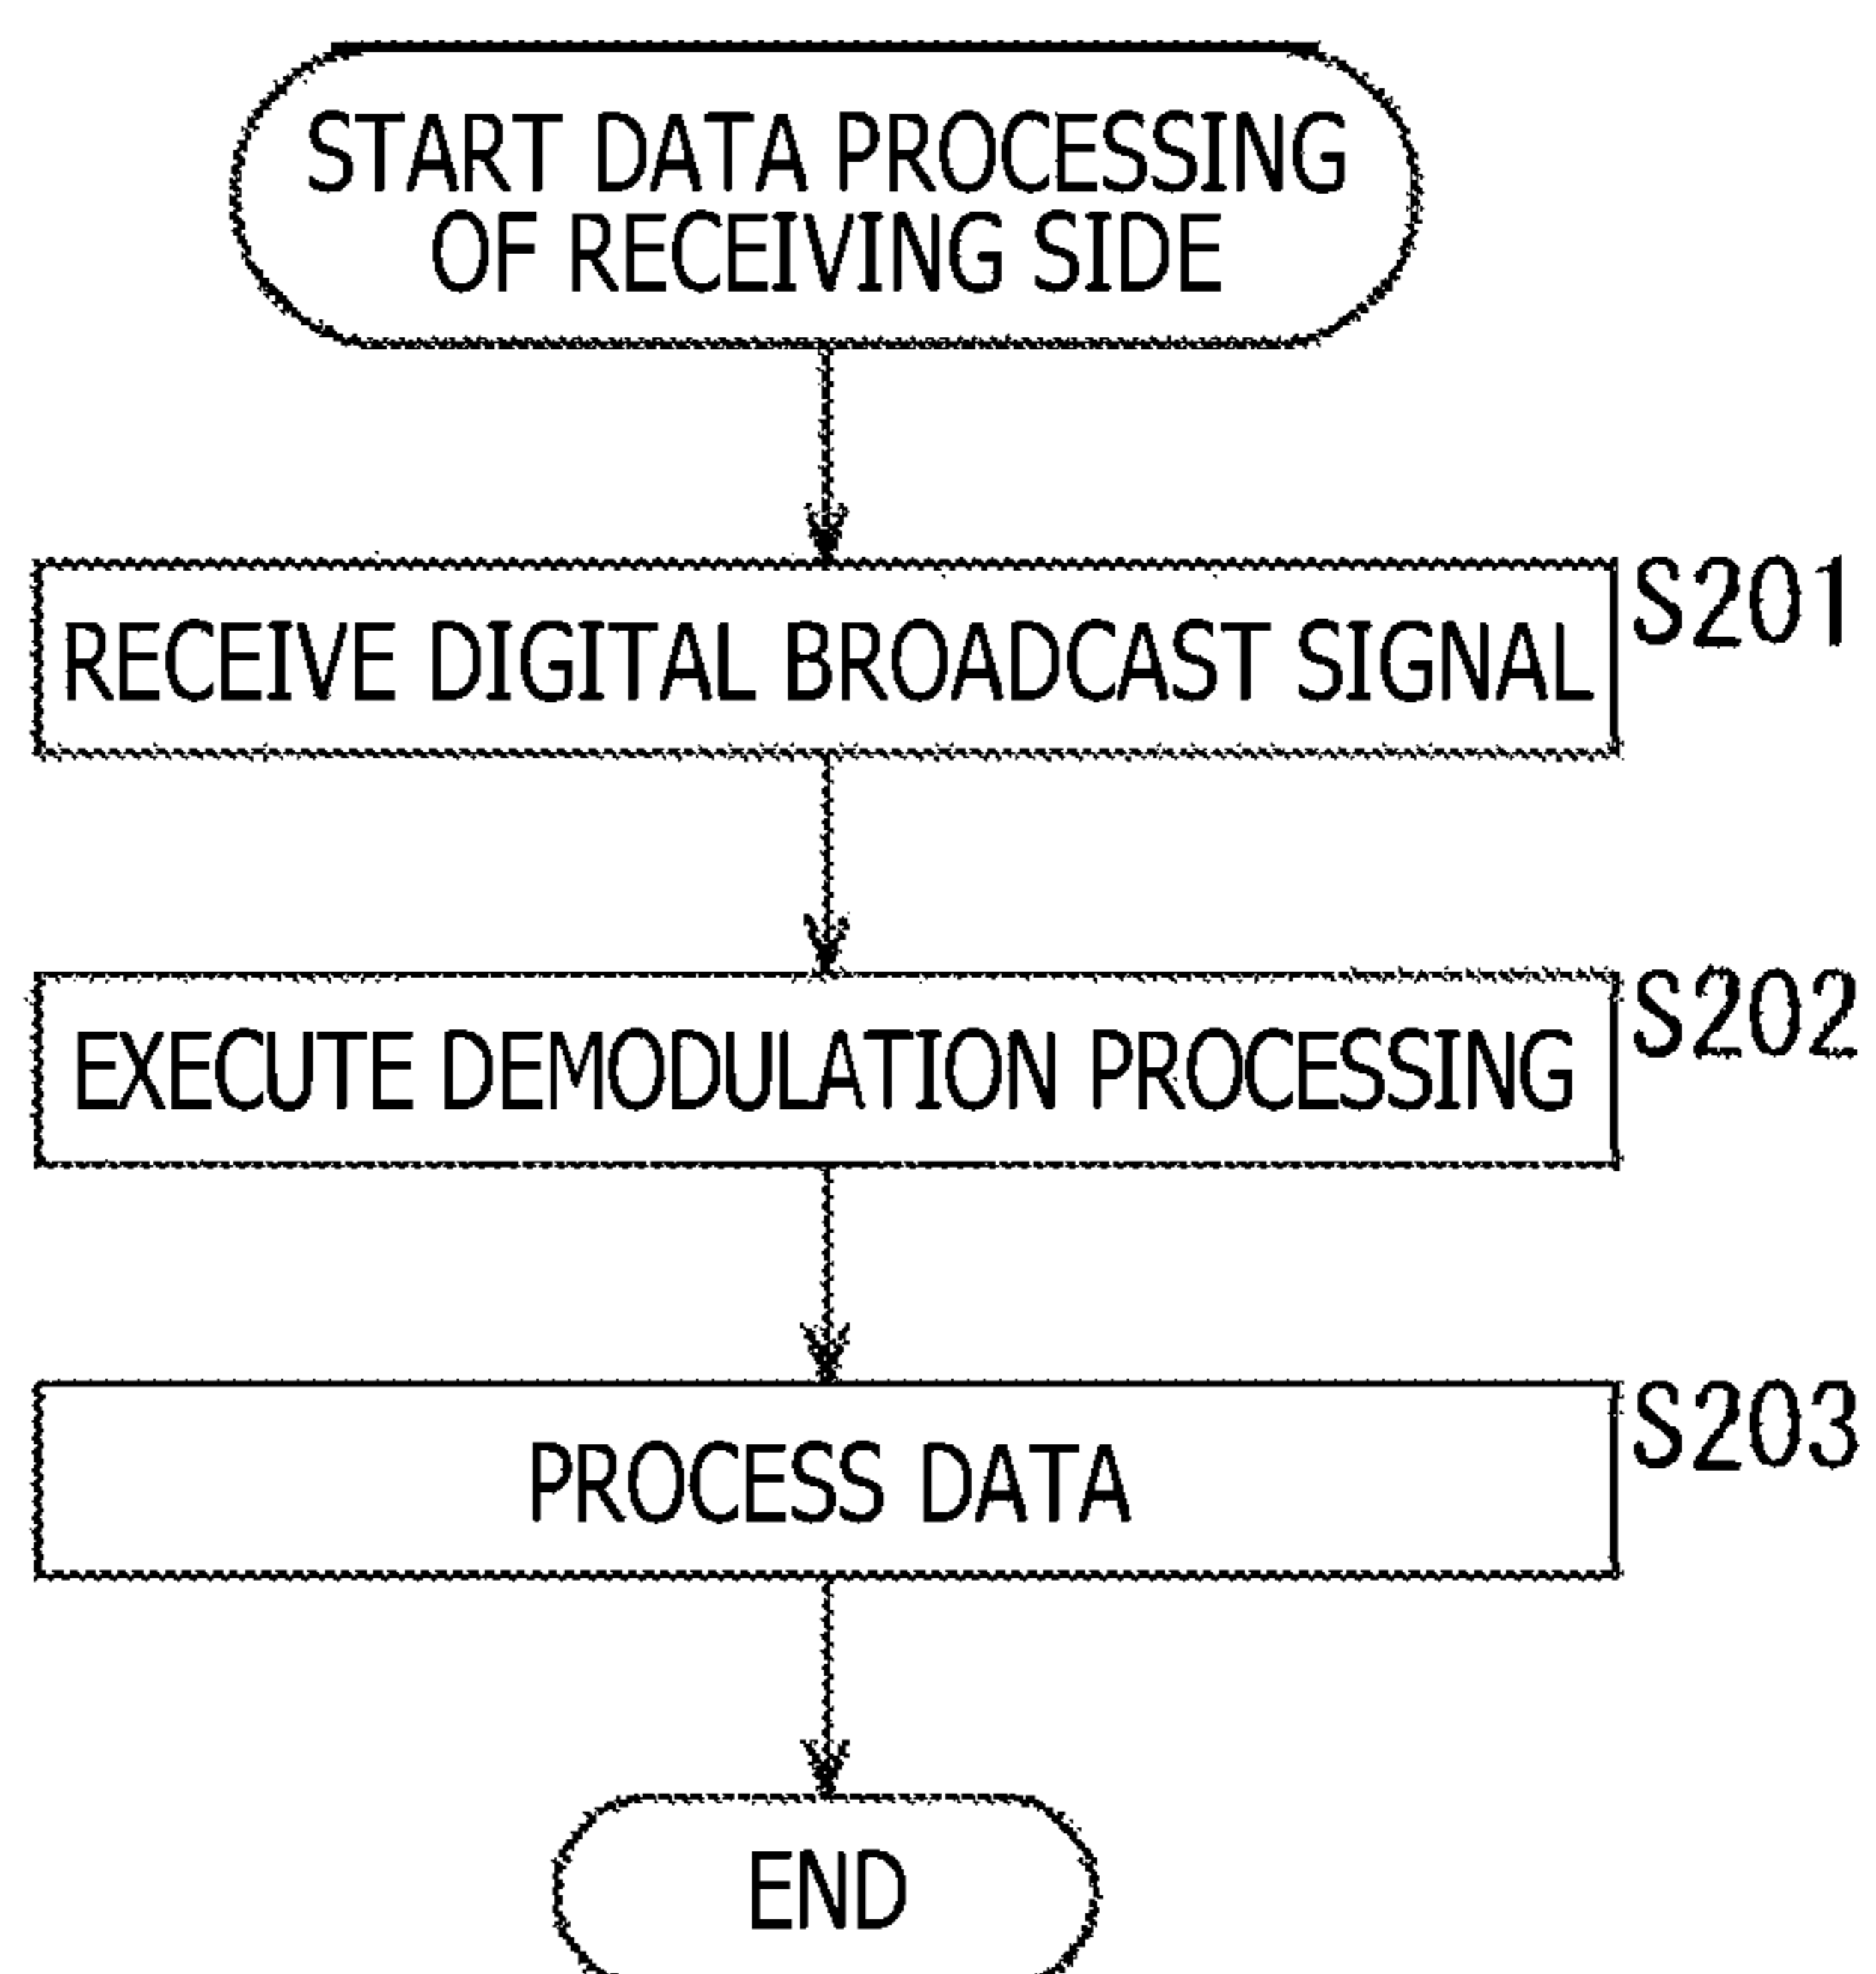 START DATA PROCESSING
OF RECEIVING SIDE
S201
RECEIVE DIGITAL BROADCAST SIGNAL
S202
EXECUTE DEMODULATION PROCESSING
S203
PROCESS DATA
END